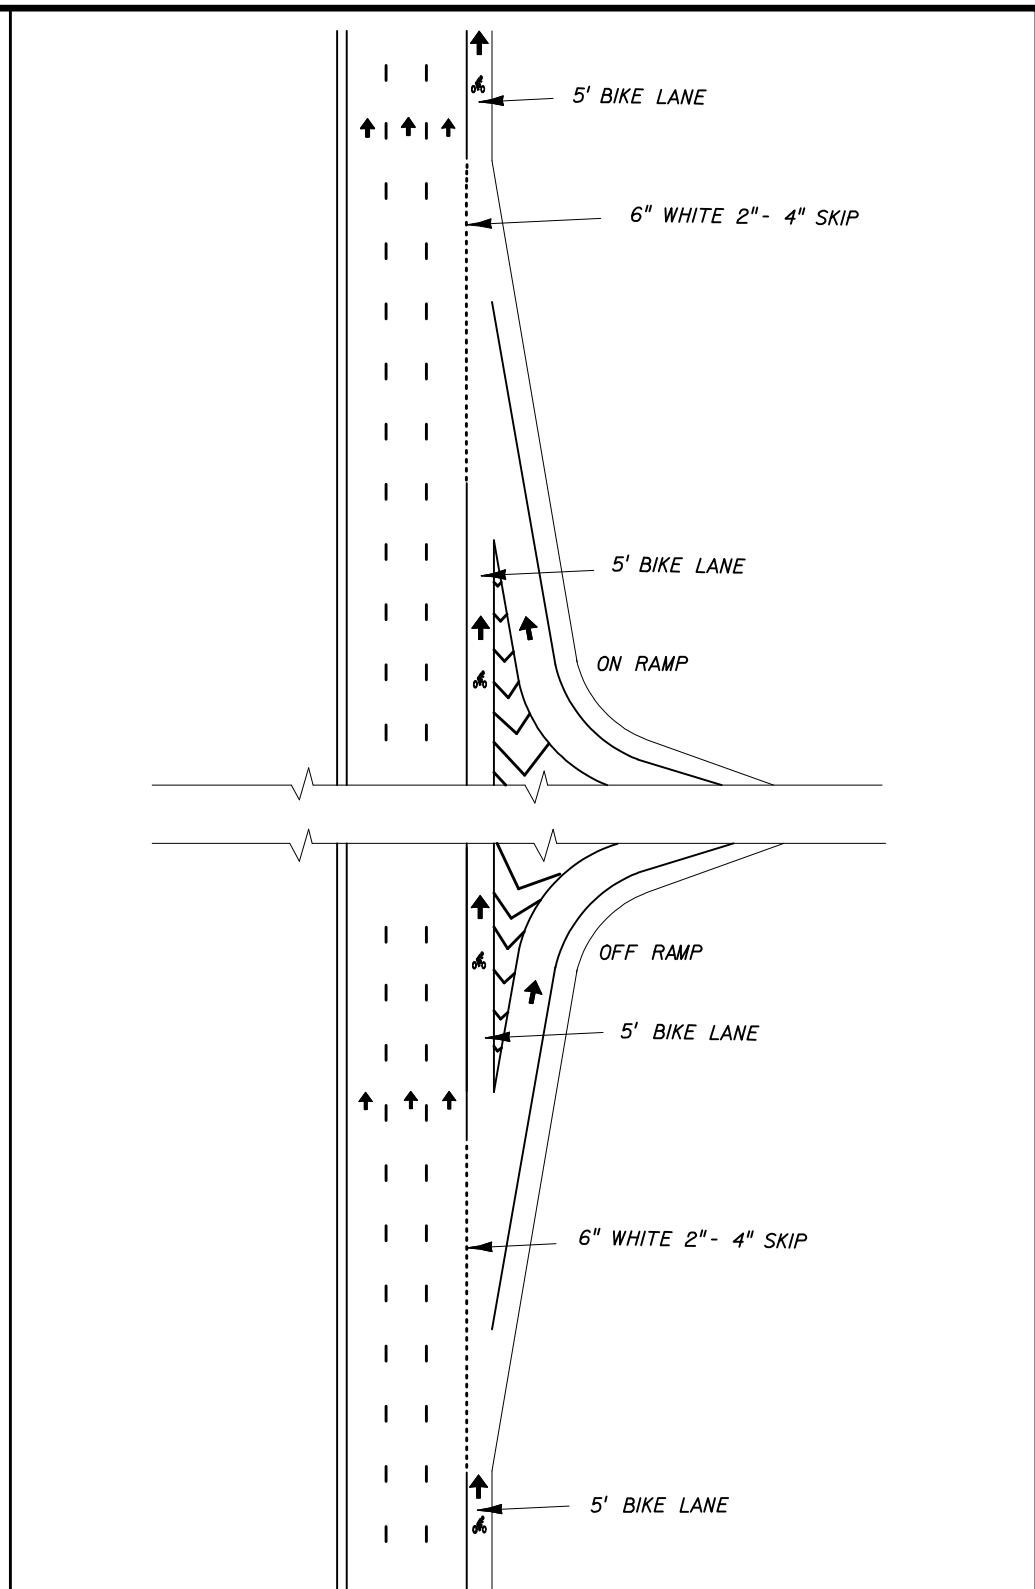 5' BIKE LANE
6" WHITE 2"- 4" SKIP
5' BIKE LANE
ON RAMP
OFF RAMP
5' BIKE LANE
6" WHITE 2"- 4" SKIP
5' BIKE LANE